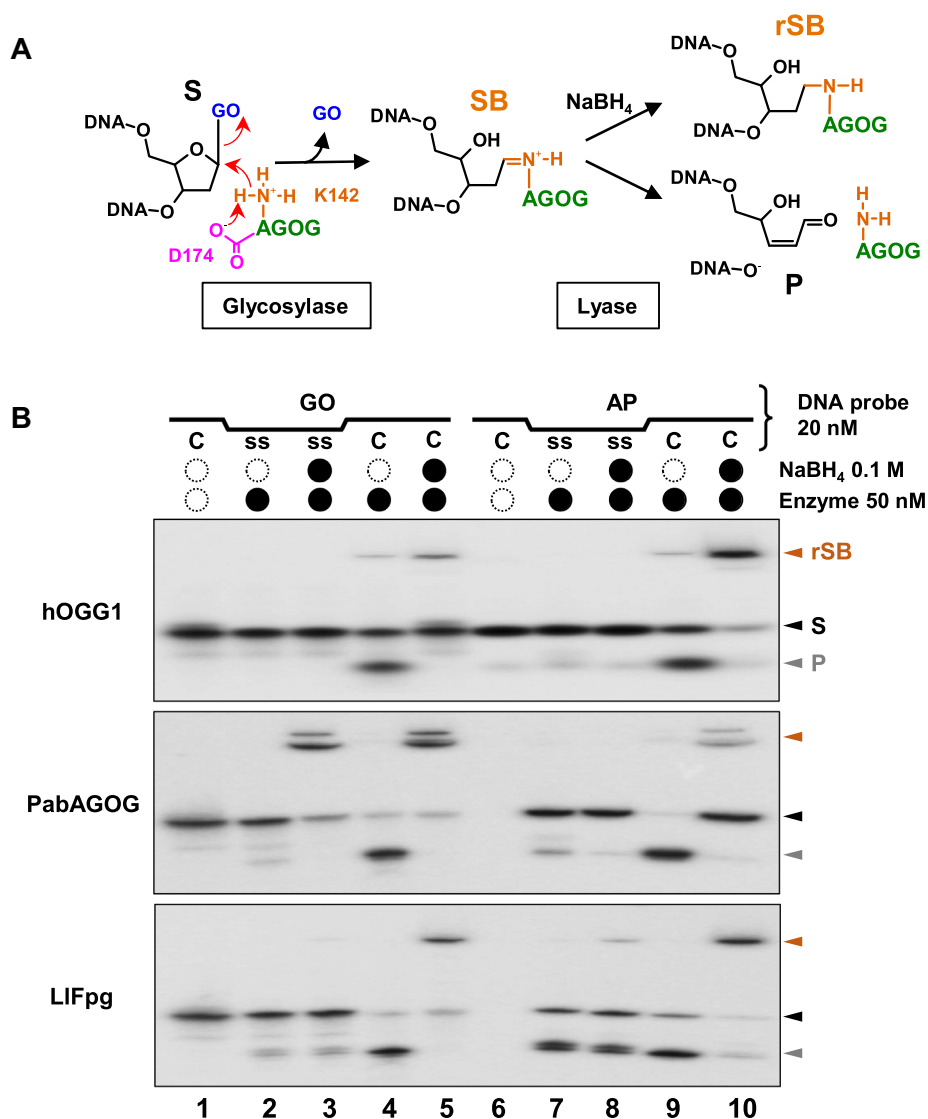 A
rSB
DNA O OH
N H
S
GO
GO
SB
NaBH4
DNA O
AGOG
DNA O
O
DNA O
OH
N+ H
AGOG
H
H N+ H
K142
DNA O
AGOG
O-
D174
O
DNA O
OH
O
H
N H
AGOG
DNA O-
P
Glycosylase
Lyase
B
GO
AP
DNA probe
20 nM
C ss ss C C C ss ss C C
NaBH4 0.1 M
Enzyme 50 nM
rSB
hOGG1
S
P
PabAGOG
LlFpg
1 2 3 4 5 6 7 8 9 10